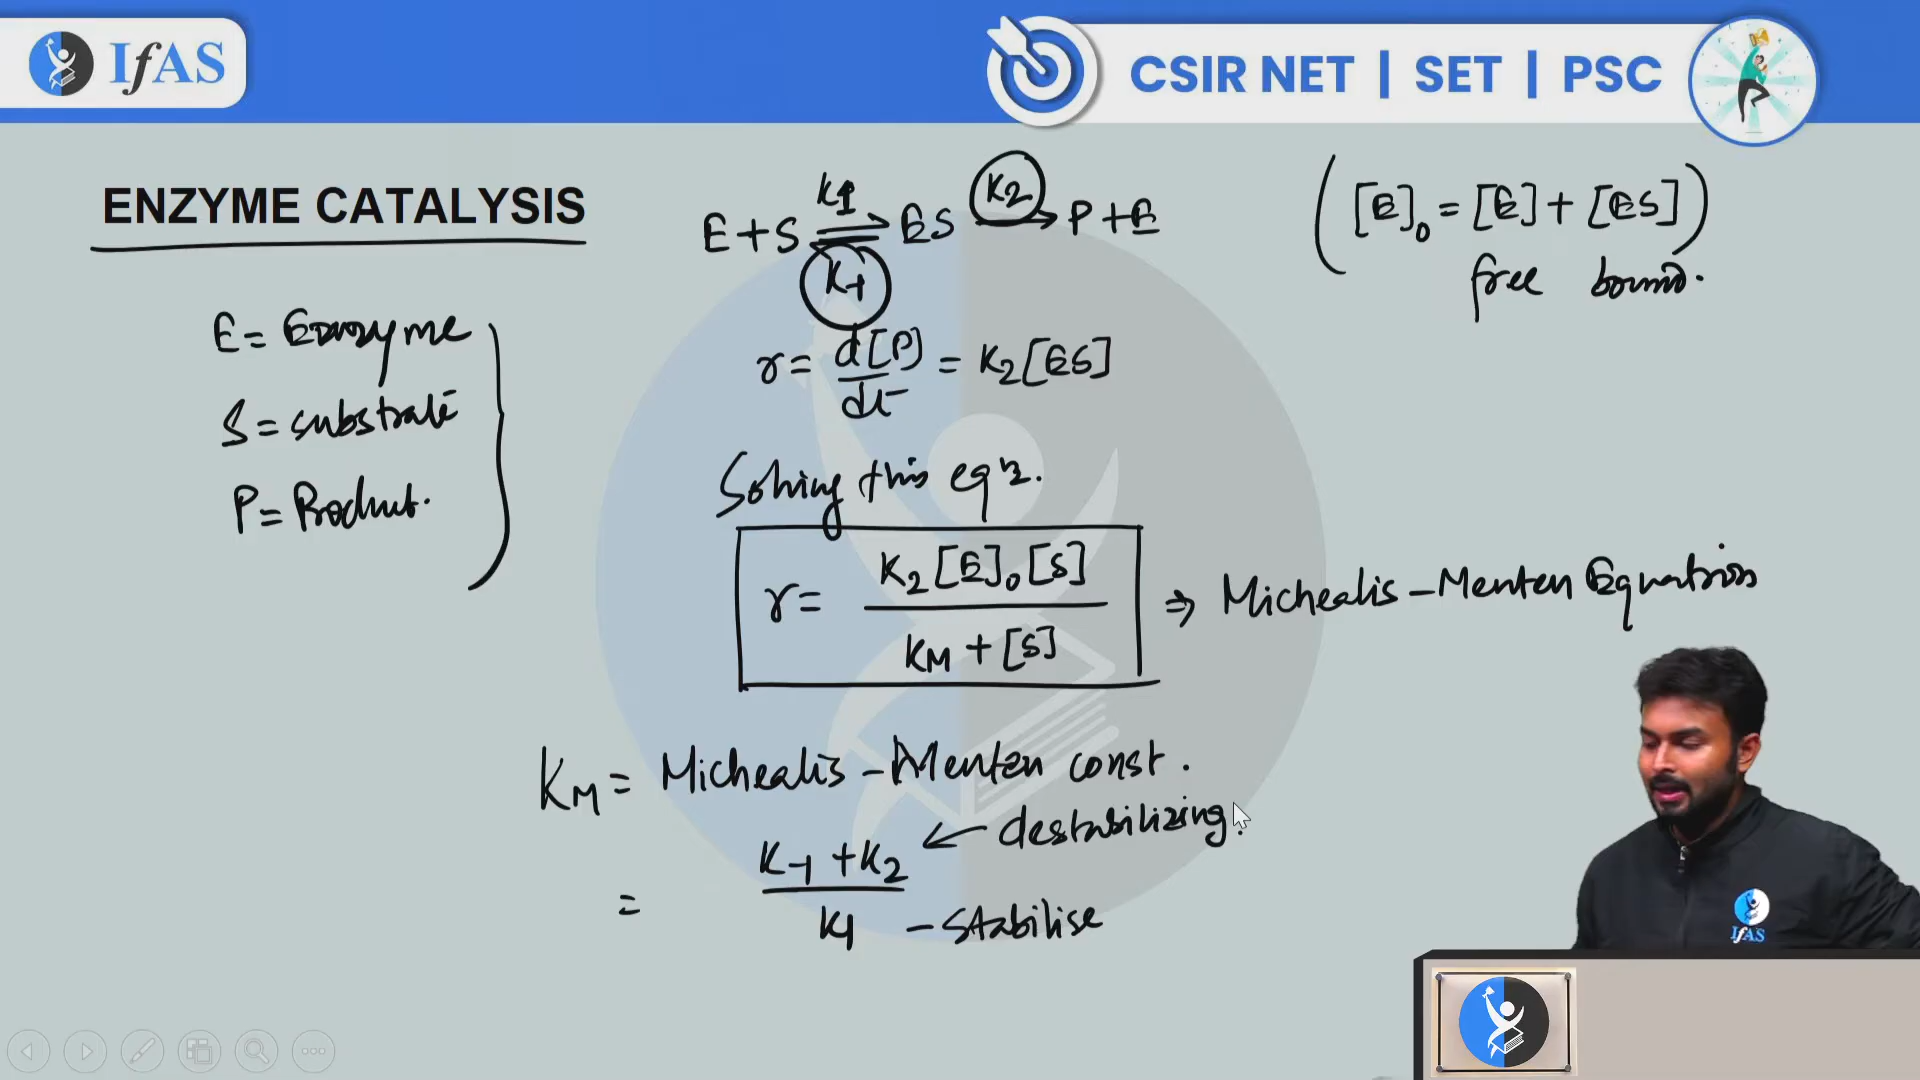 IfAS
CSIR NET | SET | PSC
ENZYME CATALYSIS
E + S ⇌ ES → P + E
k1
k-1
k2
([E]₀ = [E] + [ES])
free bound.
E = Enzyme
S = substrate
P = Product.
r = d[P]/dt = k2[ES]
Solving this eqn.
r = k2[E]₀[S] / kM + [S] ⇒ Michealis - Menten Equation
KM = Michealis - Menten const.
= k-1 + k2 / k1
← destabilizing.
- stabilise
IfAS